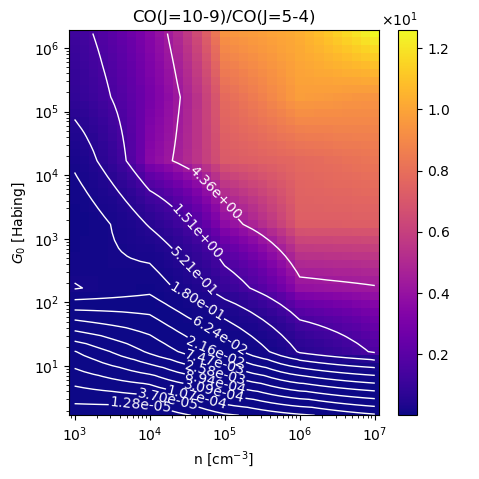 CO(J=10-9)/CO(J=5-4)
×10¹
10⁶
10⁵
10⁴
10³
10²
10¹
G₀ [Habing]
4.36e+00
1.51e+00
5.21e-01
1.80e-01
6.24e-02
2.16e-02
7.47e-03
2.58e-03
3.09e-04
1.07e-04
3.70e-05
1.28e-05
1.2
1.0
0.8
0.6
0.4
0.2
10³ 10⁴ 10⁵ 10⁶ 10⁷
n [cm⁻³]